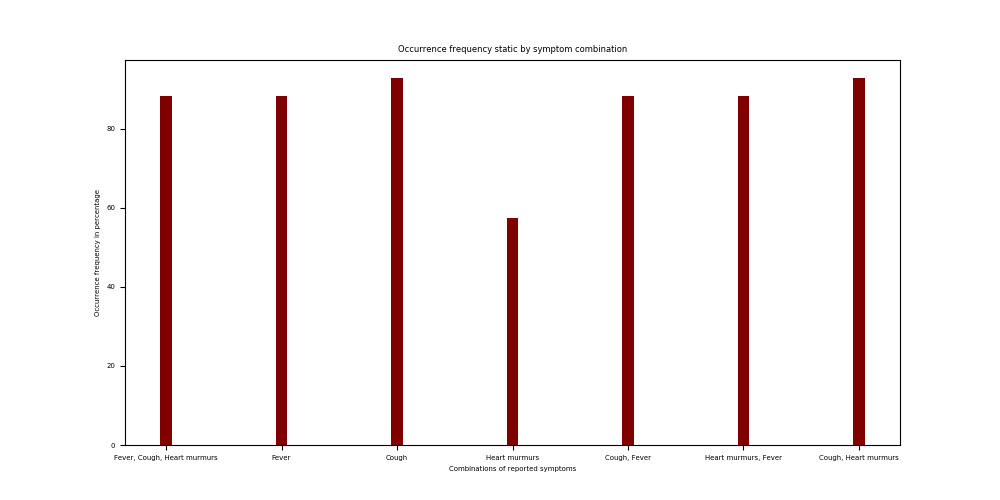 Occurrence frequency static by symptom combination
Occurrence frequency in percentage
80
60
40
20
0
Fever, Cough, Heart murmurs
Fever
Cough
Heart murmurs
Cough, Fever
Heart murmurs, Fever
Cough, Heart murmurs
Combinations of reported symptoms